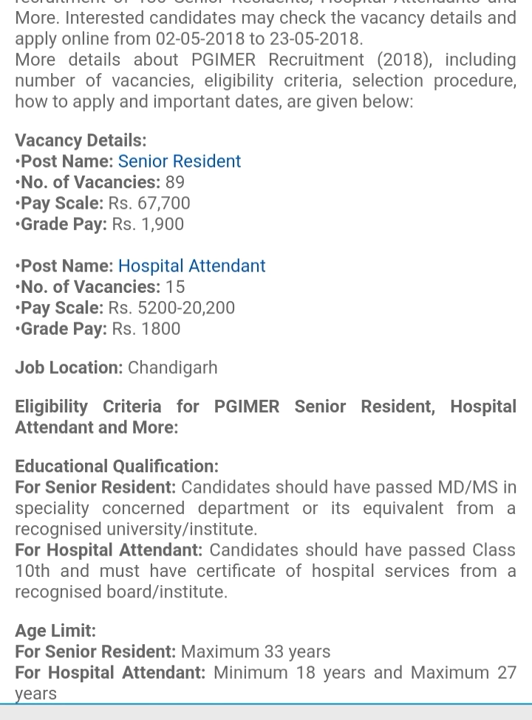 More. Interested candidates may check the vacancy details and
apply online from 02-05-2018 to 23-05-2018.
More details about PGIMER Recruitment (2018), including
number of vacancies, eligibility criteria, selection procedure,
how to apply and important dates, are given below:
Vacancy Details:
•Post Name: Senior Resident
•No. of Vacancies: 89
•Pay Scale: Rs. 67,700
•Grade Pay: Rs. 1,900
•Post Name: Hospital Attendant
•No. of Vacancies: 15
•Pay Scale: Rs. 5200-20,200
•Grade Pay: Rs. 1800
Job Location: Chandigarh
Eligibility Criteria for PGIMER Senior Resident, Hospital
Attendant and More:
Educational Qualification:
For Senior Resident: Candidates should have passed MD/MS in
speciality concerned department or its equivalent from a
recognised university/institute.
For Hospital Attendant: Candidates should have passed Class
10th and must have certificate of hospital services from a
recognised board/institute.
Age Limit:
For Senior Resident: Maximum 33 years
For Hospital Attendant: Minimum 18 years and Maximum 27
years